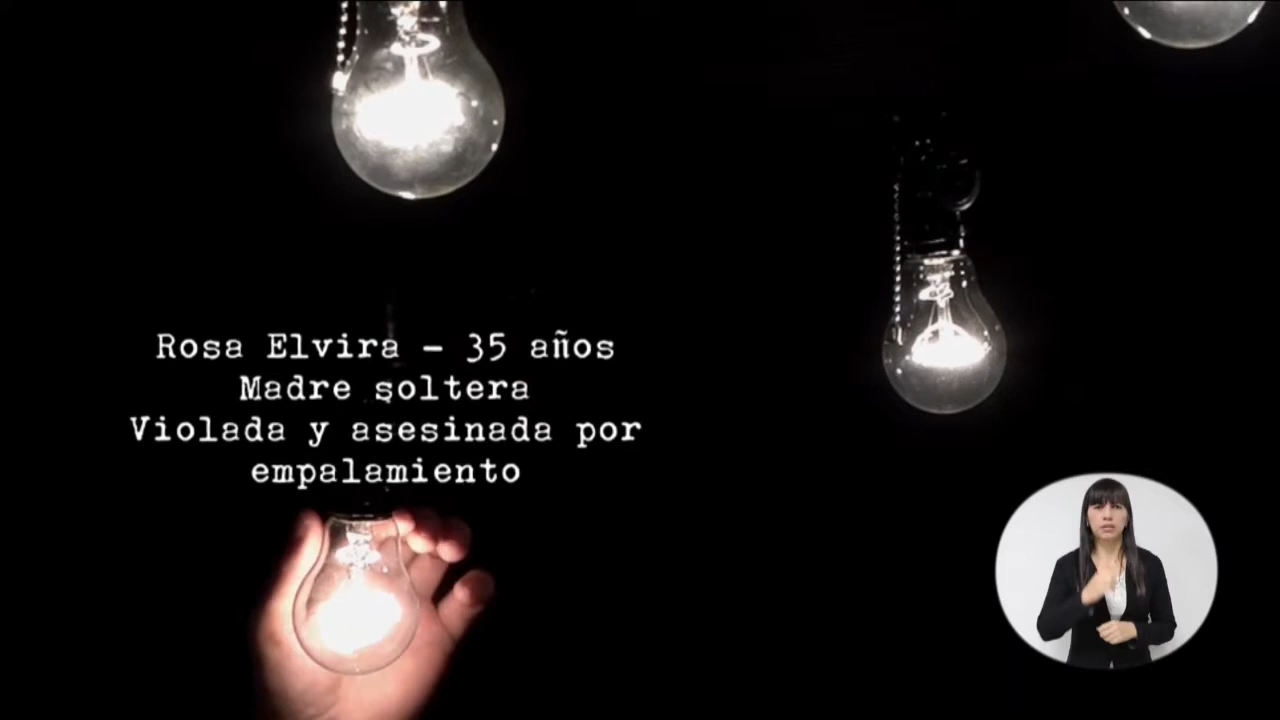 Rosa Elvira - 35 años
Madre soltera
Violada y asesinada por
empalamiento